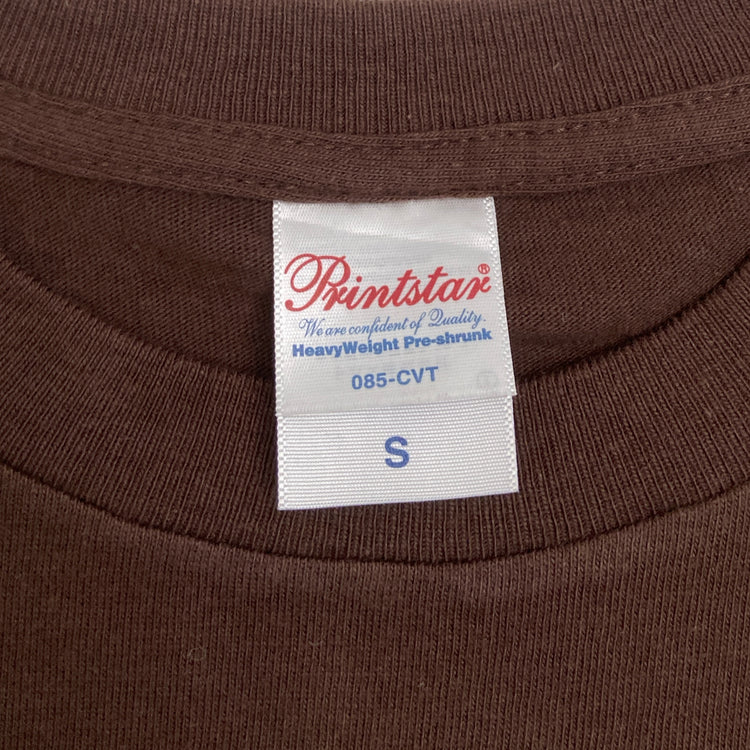 Printstar®
We are confident of Quality.
HeavyWeight Pre-shrunk
085-CVT
S